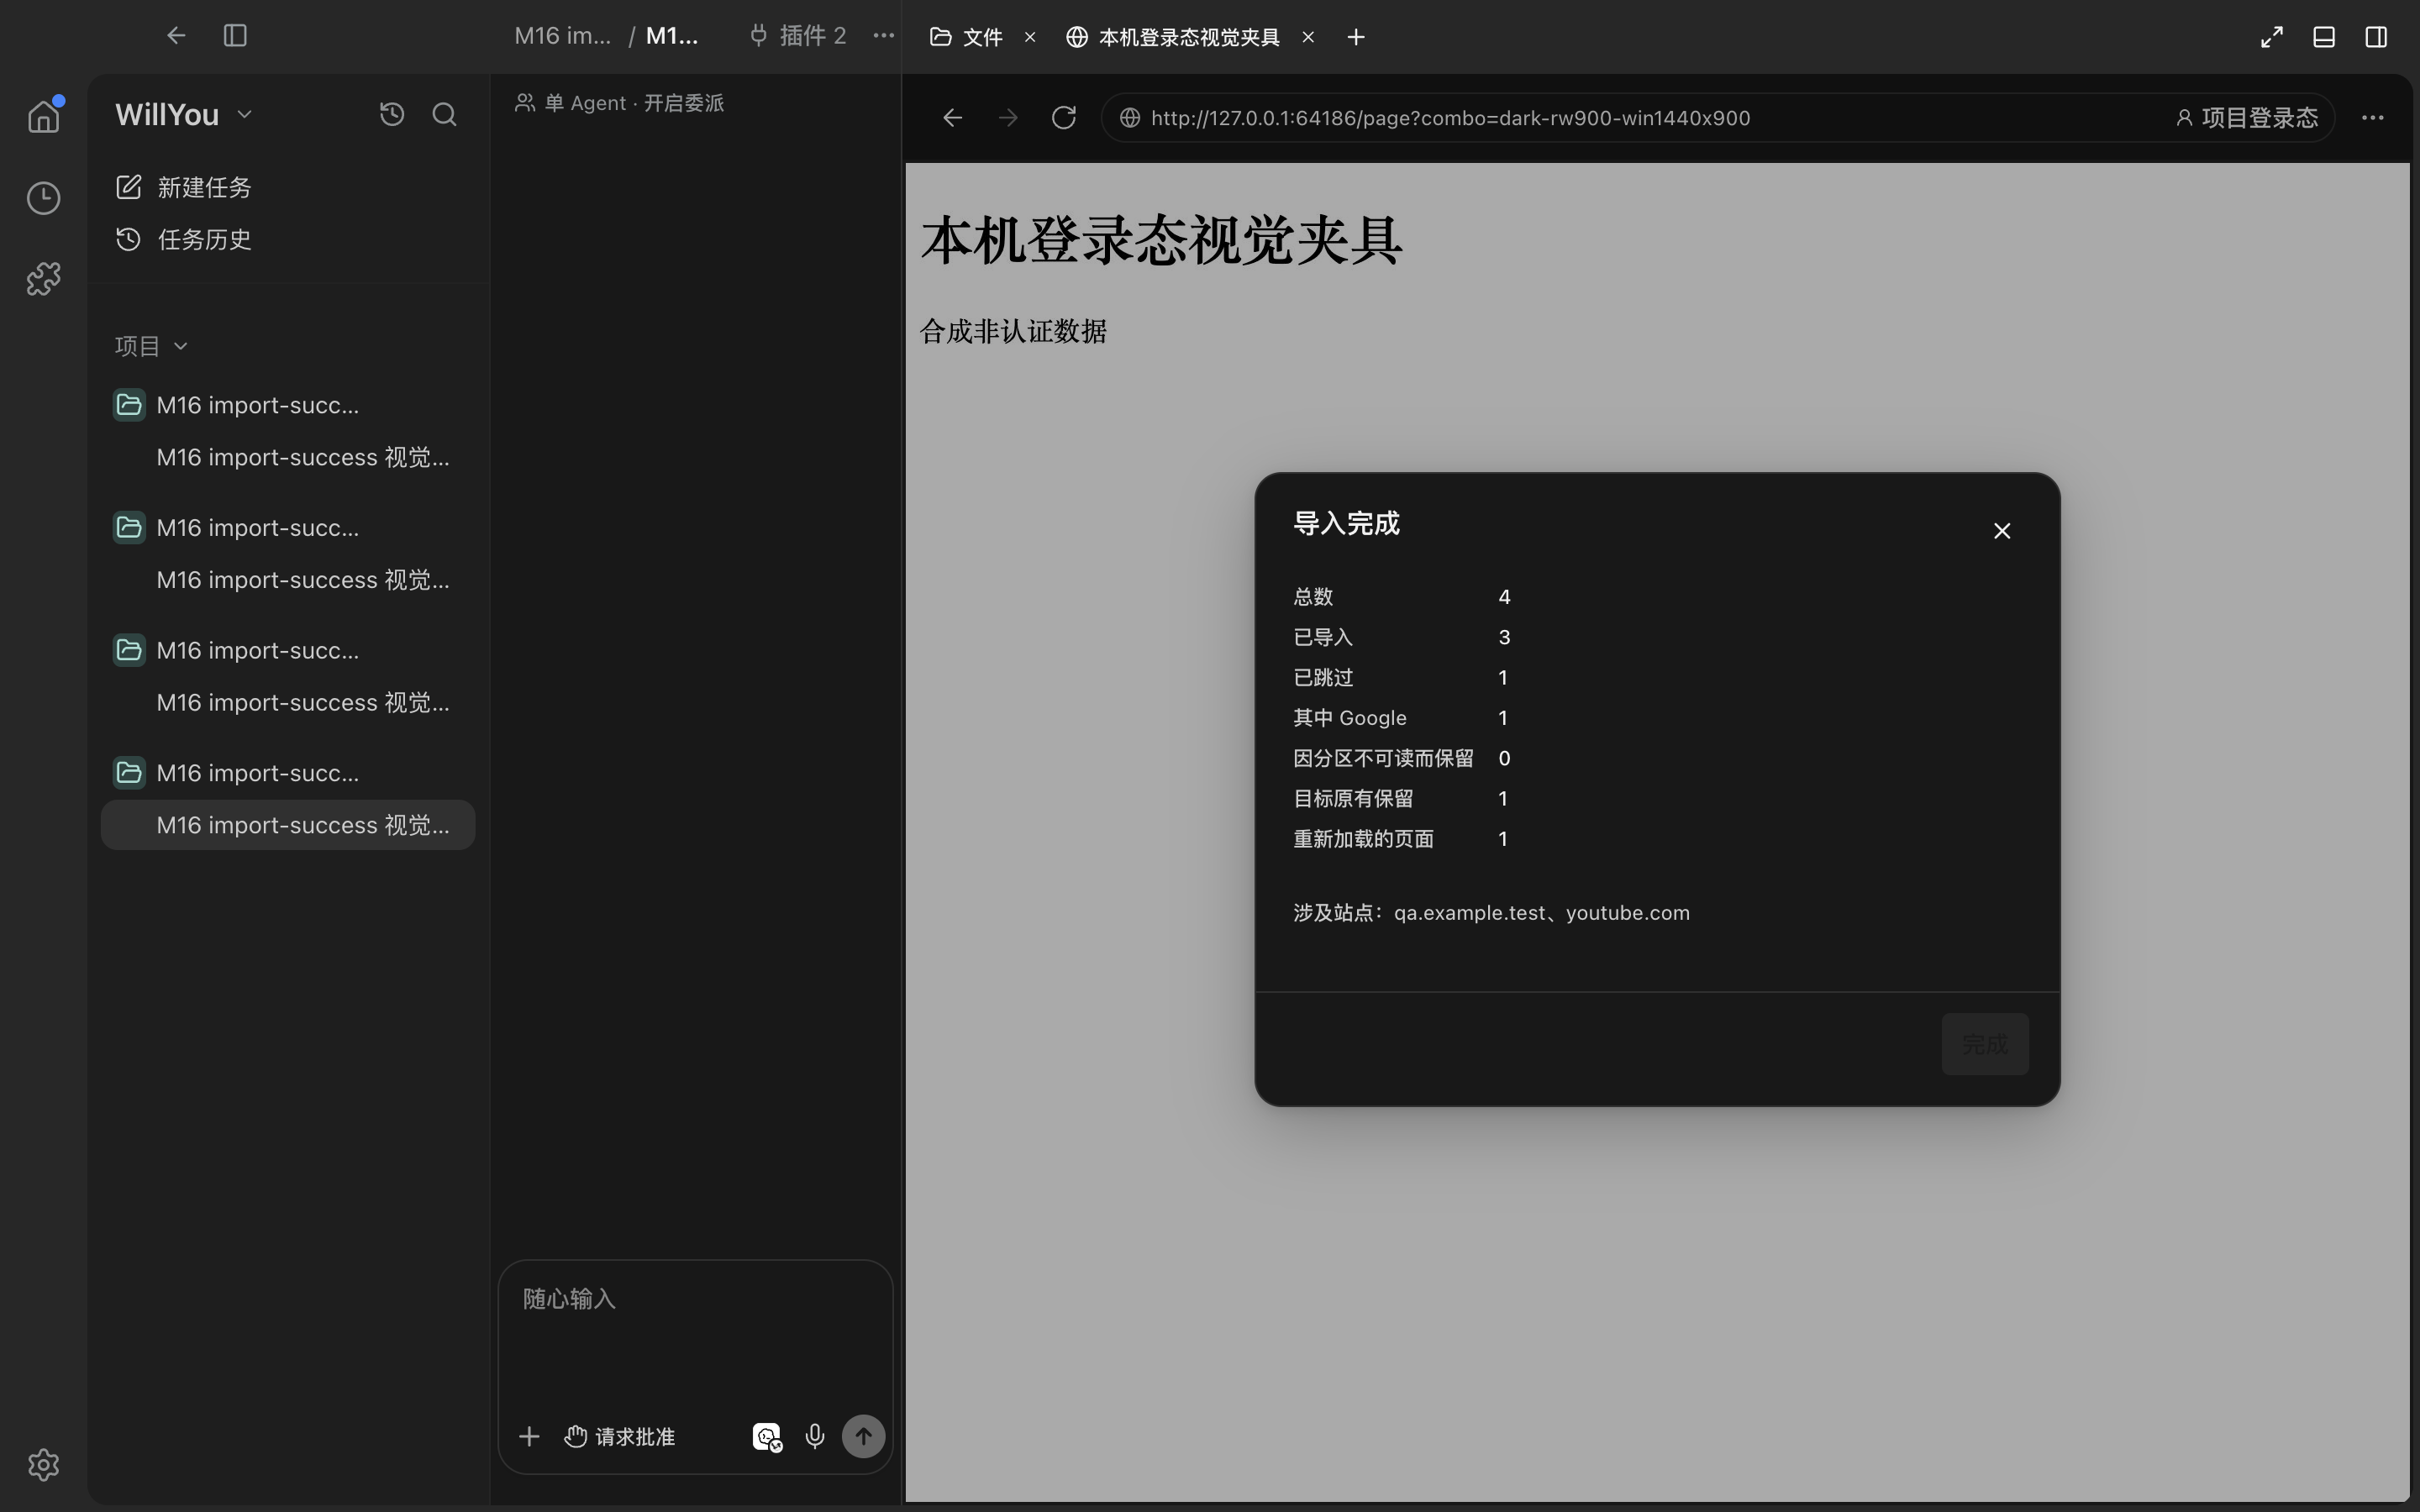 M16 im... / M1...
插件 2
文件
本机登录态视觉夹具
WillYou
单 Agent · 开启委派
http://127.0.0.1:64186/page?combo=dark-rw900-win1440x900
项目登录态
新建任务
任务历史
项目
M16 import-succ...
M16 import-success 视觉...
M16 import-succ...
M16 import-success 视觉...
M16 import-succ...
M16 import-success 视觉...
M16 import-succ...
M16 import-success 视觉...
随心输入
请求批准
本机登录态视觉夹具
合成非认证数据
导入完成
总数 4
已导入 3
已跳过 1
其中 Google 1
因分区不可读而保留 0
目标原有保留 1
重新加载的页面 1
涉及站点：qa.example.test、youtube.com
完成